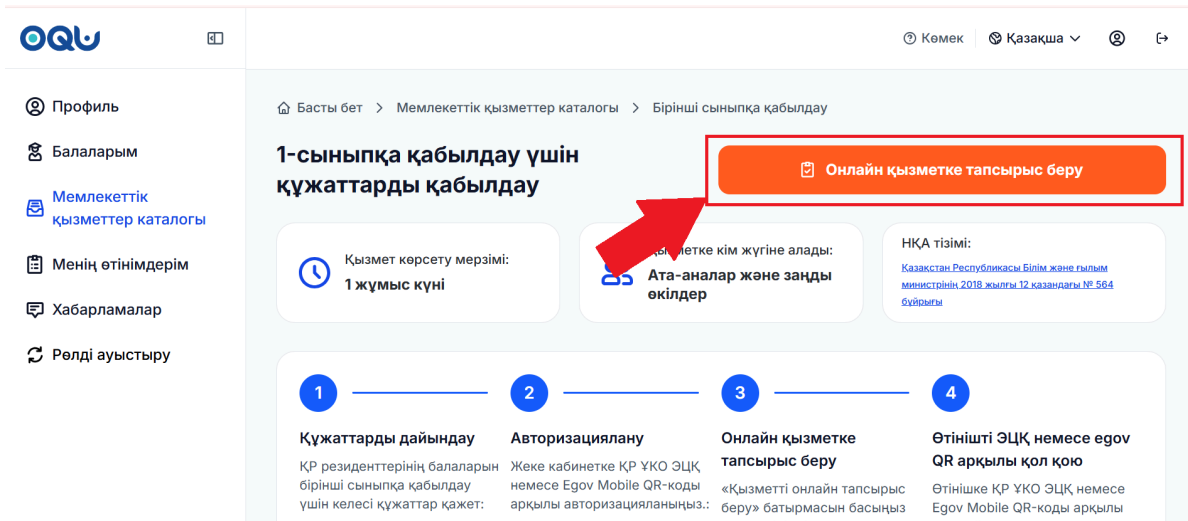 OQU
Көмек
Қазақша
Профиль
Балаларым
Мемлекеттік
қызметтер каталогы
Менің өтінімдерім
Хабарламалар
Рөлді ауыстыру
Басты бет > Мемлекеттік қызметтер каталогы > Бірінші сыныпқа қабылдау
1-сыныпқа қабылдау үшін
құжаттарды қабылдау
Онлайн қызметке тапсырыс беру
Қызмет көрсету мерзімі:
1 жұмыс күні
кім жүгіне алады:
Ата-аналар және заңды
өкілдер
НҚА тізімі:
Қазақстан Республикасы Білім және ғылым
министрінің 2018 жылғы 12 қазандағы № 564
бұйрығы
1
2
3
4
Құжаттарды дайындау
ҚР резиденттерінің балаларын
бірінші сыныпқа қабылдау
үшін келесі құжаттар қажет:
Авторизациялану
Жеке кабинетке ҚР ҰКО ЭЦҚ
немесе Egov Mobile QR-коды
арқылы авторизацияланыңыз.:
Онлайн қызметке
тапсырыс беру
«Қызметті онлайн тапсырыс
беру» батырмасын басыңыз
Өтінішті ЭЦҚ немесе egov
QR арқылы қол қою
Өтінішке ҚР ҰКО ЭЦҚ немесе
Egov Mobile QR-коды арқылы